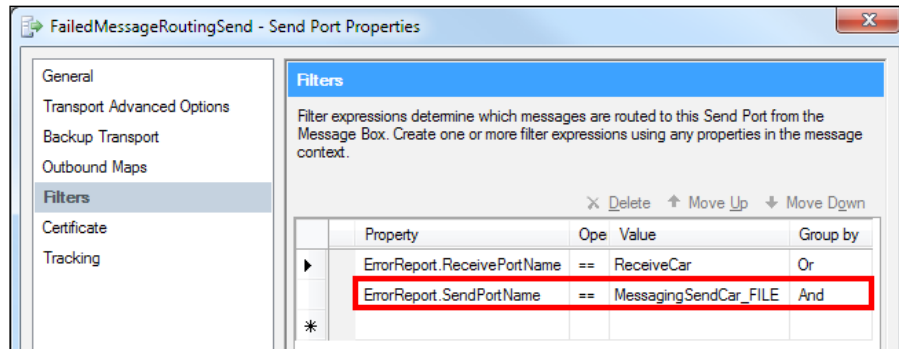 FailedMessageRoutingSend - Send Port Properties
General
Transport Advanced Options
Backup Transport
Outbound Maps
Filters
Certificate
Tracking
Filters
Filter expressions determine which messages are routed to this Send Port from the
Message Box. Create one or more filter expressions using any properties in the message
context.
Delete Move Up Move Down
Property Ope Value Group by
ErrorReport.ReceivePortName == ReceiveCar Or
ErrorReport.SendPortName == MessagingSendCar_FILE And